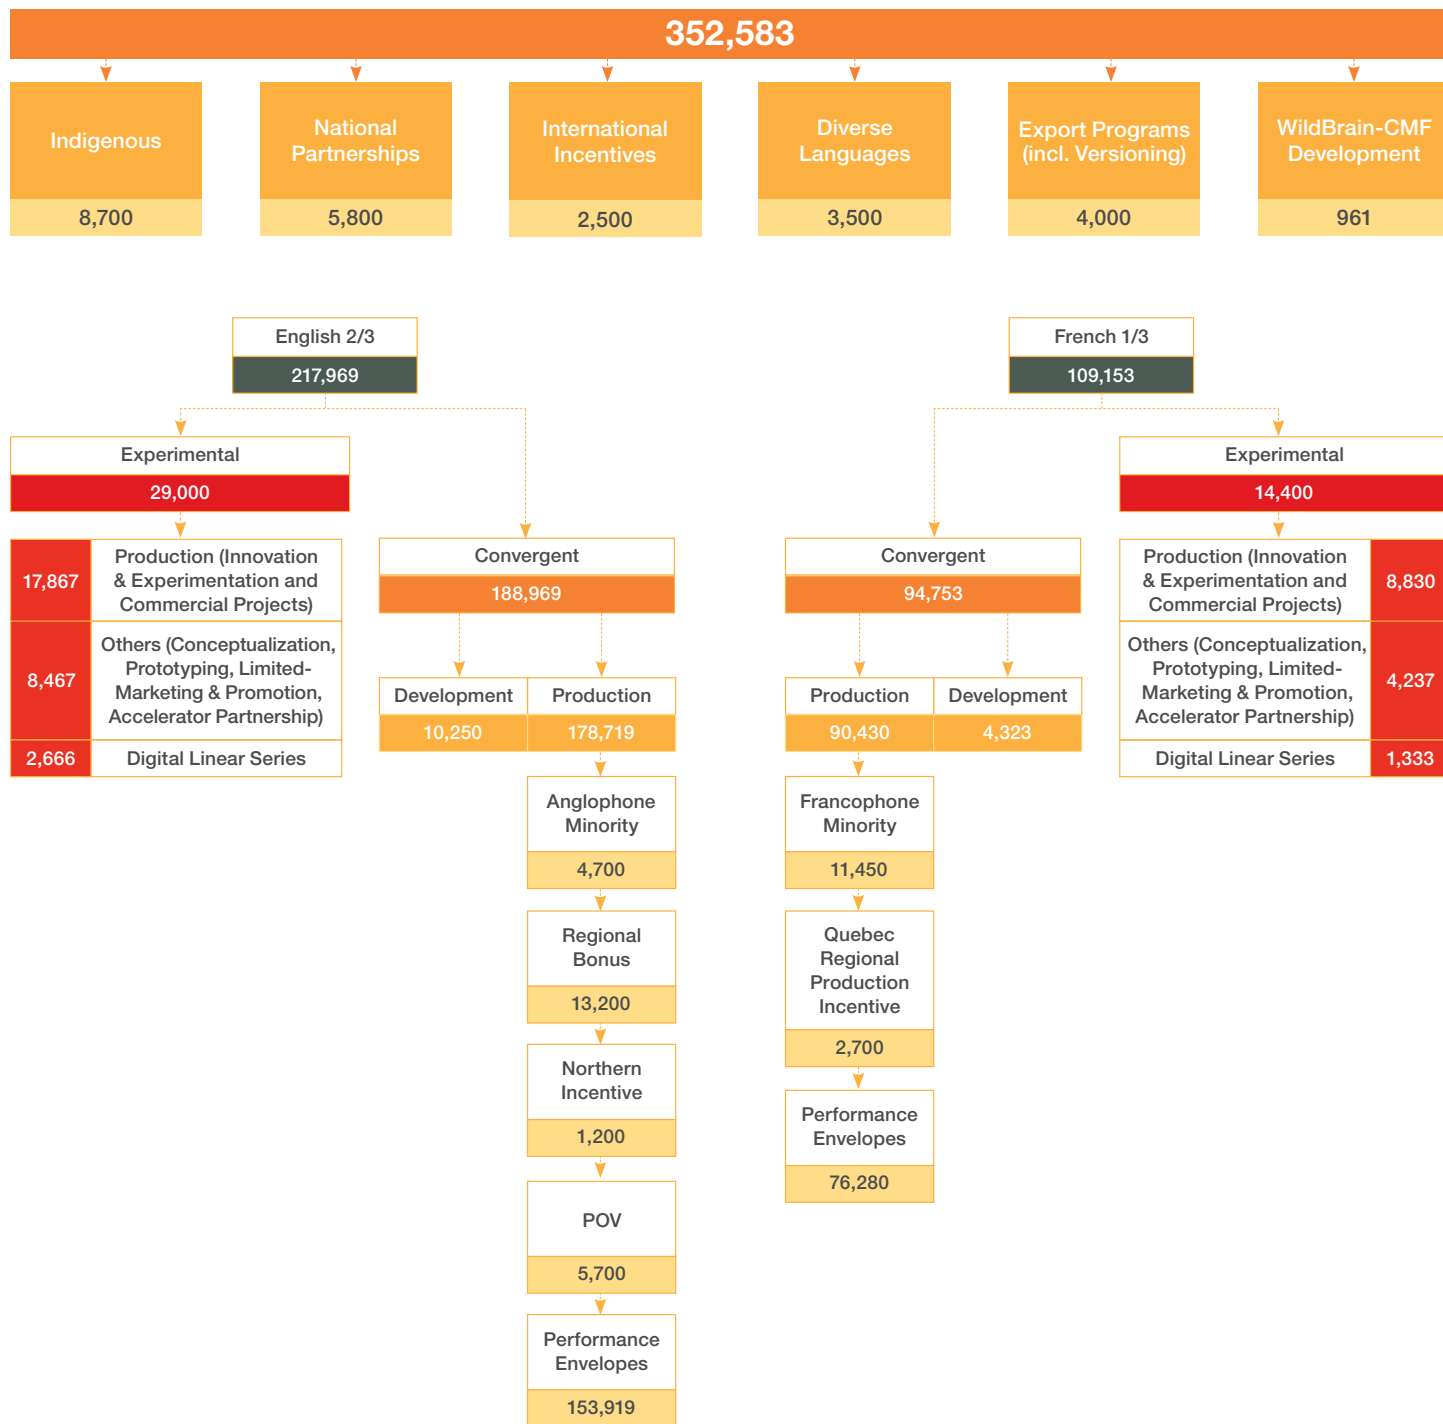 352,583
Indigenous
8,700
National
Partnerships
5,800
International
Incentives
2,500
Diverse
Languages
3,500
Export Programs
(incl. Versioning)
4,000
WildBrain-CMF
Development
961
English 2/3
217,969
Experimental
29,000
17,867
Production (Innovation
& Experimentation and
Commercial Projects)
8,467
Others (Conceptualization,
Prototyping, Limited-
Marketing & Promotion,
Accelerator Partnership)
2,666
Digital Linear Series
Convergent
188,969
Development
10,250
Production
178,719
Anglophone
Minority
4,700
Regional
Bonus
13,200
Northern
Incentive
1,200
POV
5,700
Performance
Envelopes
153,919
French 1/3
109,153
Convergent
94,753
Production
90,430
Development
4,323
Francophone
Minority
11,450
Quebec
Regional
Production
Incentive
2,700
Performance
Envelopes
76,280
Experimental
14,400
Production (Innovation
& Experimentation and
Commercial Projects)
8,830
Others (Conceptualization,
Prototyping, Limited-
Marketing & Promotion,
Accelerator Partnership)
4,237
Digital Linear Series
1,333